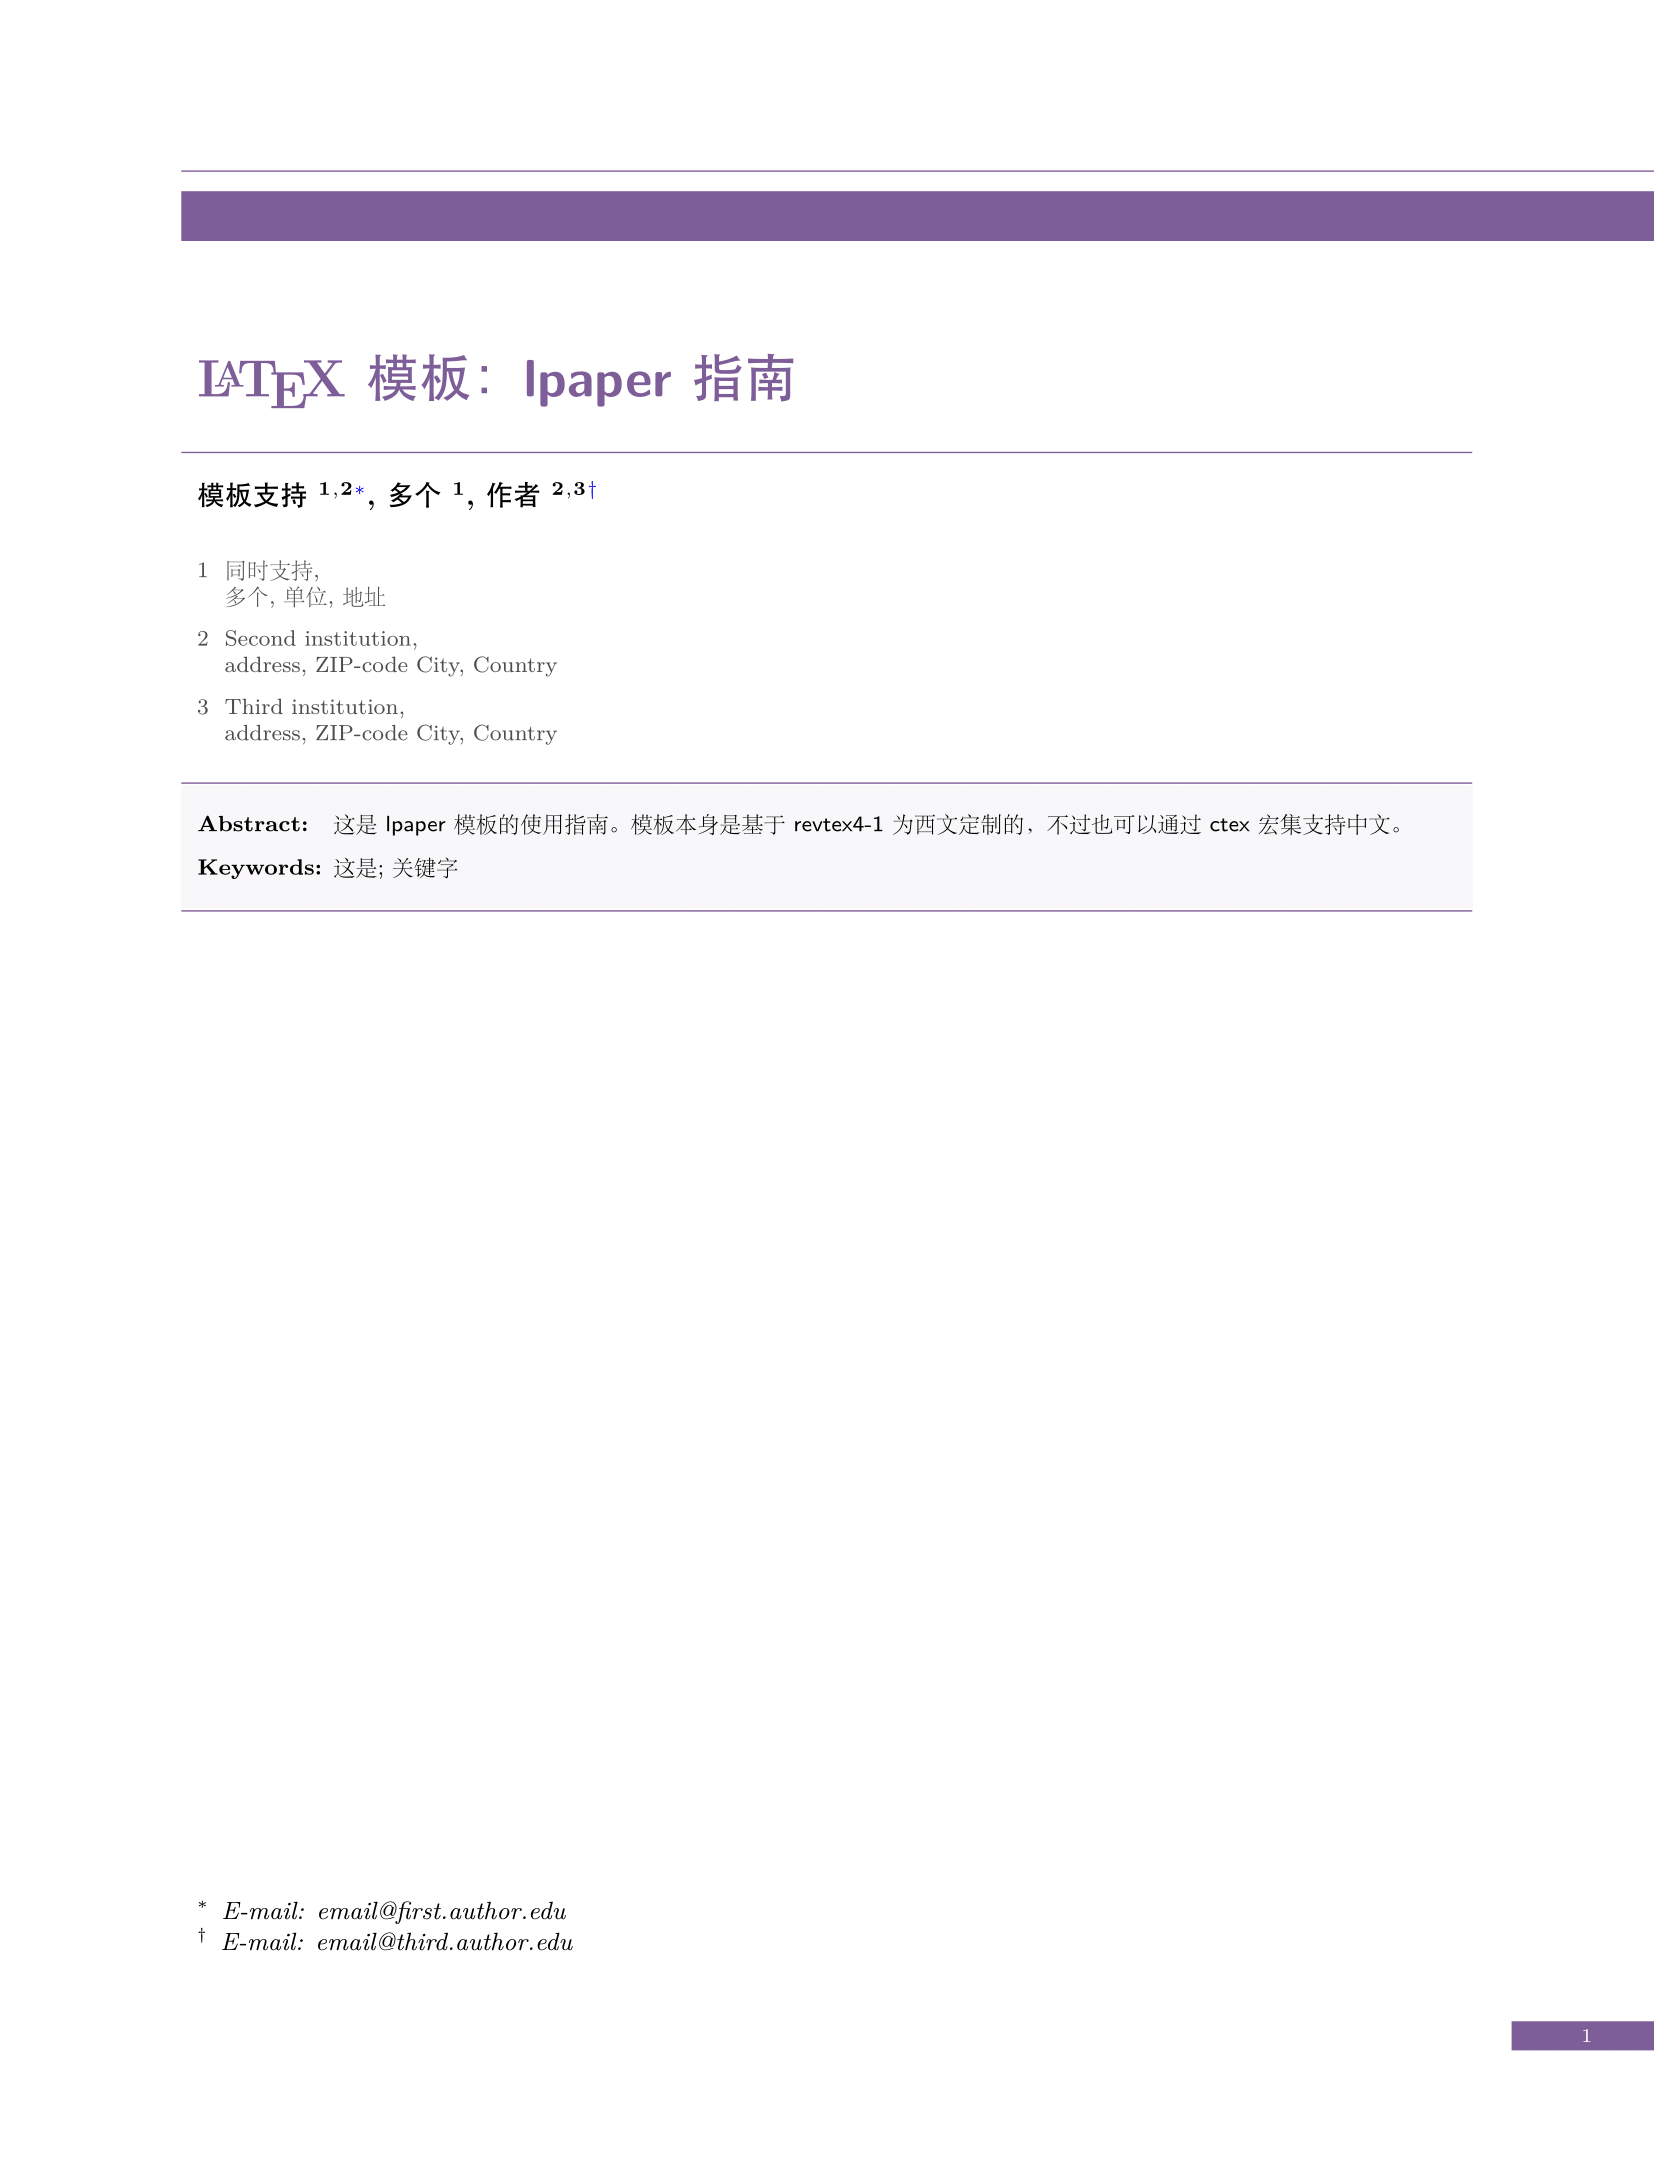 LATEX 模板：lpaper 指南
模板支持 1,2*, 多个 1, 作者 2,3†
1 同时支持,
多个, 单位, 地址
2 Second institution,
address, ZIP-code City, Country
3 Third institution,
address, ZIP-code City, Country
Abstract: 这是 lpaper 模板的使用指南。模板本身是基于 revtex4-1 为西文定制的，不过也可以通过 ctex 宏集支持中文。
Keywords: 这是; 关键字
* E-mail: email@first.author.edu
† E-mail: email@third.author.edu
1